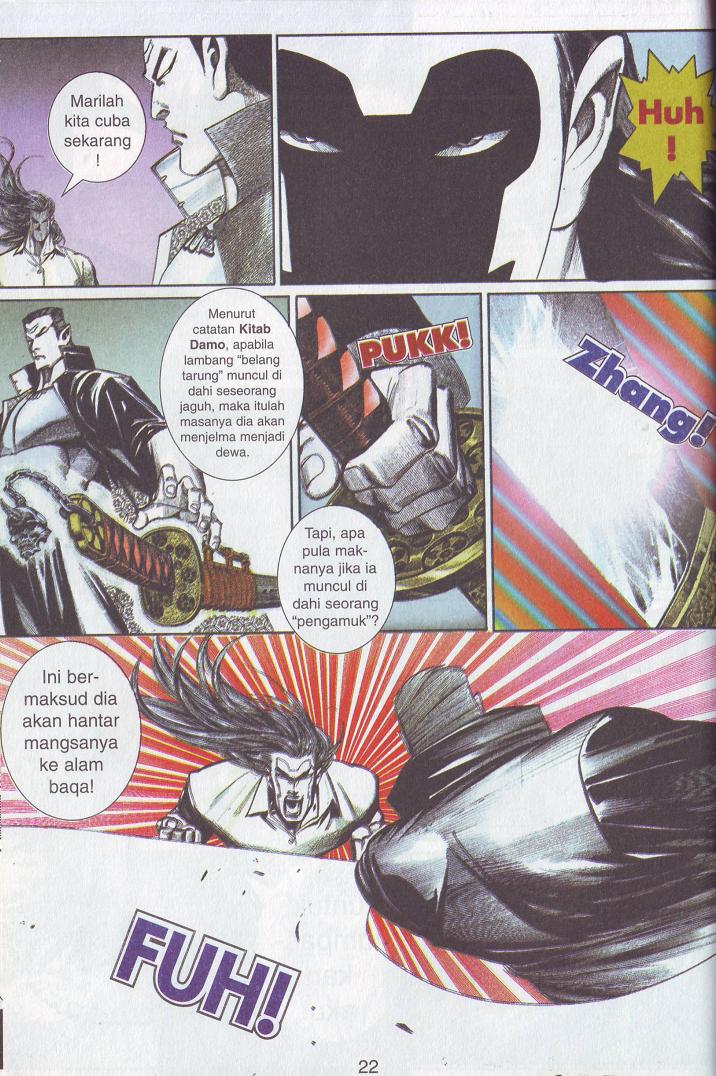 Marilah
kita cuba
sekarang
!
Huh
!
Menurut
catatan Kitab
Damo, apabila
lambang “belang
tarung” muncul di
dahi seseorang
jaguh, maka itulah
masanya dia akan
menjelma menjadi
dewa.
PUKK!
Zhang!
Tapi, apa
pula mak-
nanya jika ia
muncul di
dahi seorang
“pengamuk”?
Ini ber-
maksud dia
akan hantar
mangsanya
ke alam
baqa!
FUH!
22